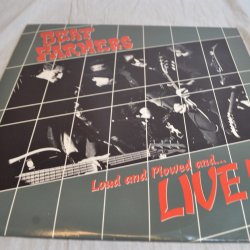 BEAT
FARMERS
Loud and Plowed and...
LIVE